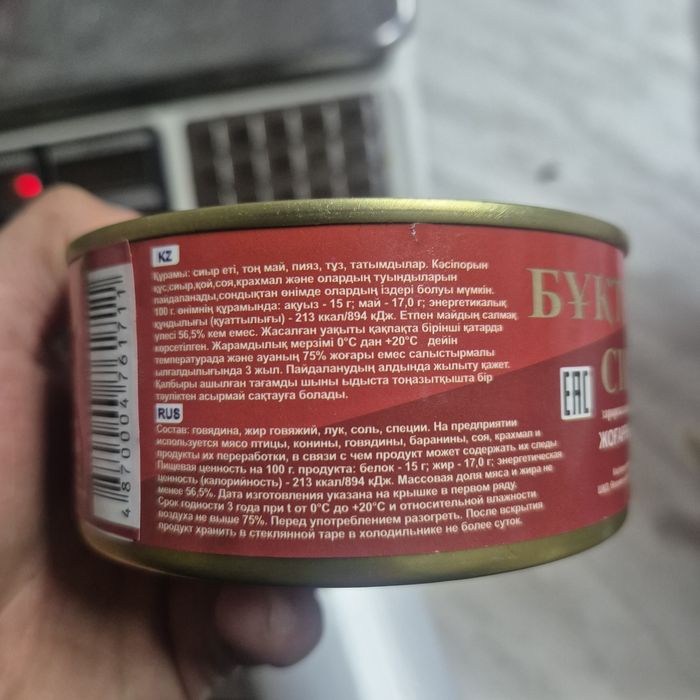 KZ
Құрамы: сиыр еті, тоң май, пияз, тұз, татымдылар. Кәсіпорын
құс,сиыр,қой,соя,крахмал және олардың туындыларын
пайдаланады,сондықтан өнімде олардың іздері болуы мүмкін.
100 г. өнімнің құрамында: ақуыз - 15 г; май - 17,0 г; энергетикалық
құндылығы (қуаттылығы) - 213 ккал/894 кДж. Етпен майдың салмақ
үлесі 56,5% кем емес. Жасалған уақыты қақпақта бірінші қатарда
көрсетілген. Жарамдылық мерзімі 0°С дан +20°С дейін
температурада және ауаның 75% жоғары емес салыстырмалы
ылғалдылығында 3 жыл. Пайдаланудың алдында жылыту қажет.
Қалбыры ашылған тағамды шыны ыдыста тоңазытқышта бір
тәуліктен асырмай сақтауға болады.
RUS
Состав: говядина, жир говяжий, лук, соль, специи. На предприятии
используется мясо птицы, конины, говядины, баранины, соя, крахмал и
продукты их переработки, в связи с чем продукт может содержать их следы
Пищевая ценность на 100 г. продукта: белок - 15 г; жир - 17,0 г; энергетическая
ценность (калорийность) - 213 ккал/894 кДж. Массовая доля мяса и жира не
менее 56,5%. Дата изготовления указана на крышке в первом ряду.
Срок годности 3 года при t от 0°С до +20°С и относительной влажности
воздуха не выше 75%. Перед употреблением разогреть. После вскрытия
продукт хранить в стеклянной таре в холодильнике не более суток.
4 870004 761711
БҰҚТ
СИ
EAC